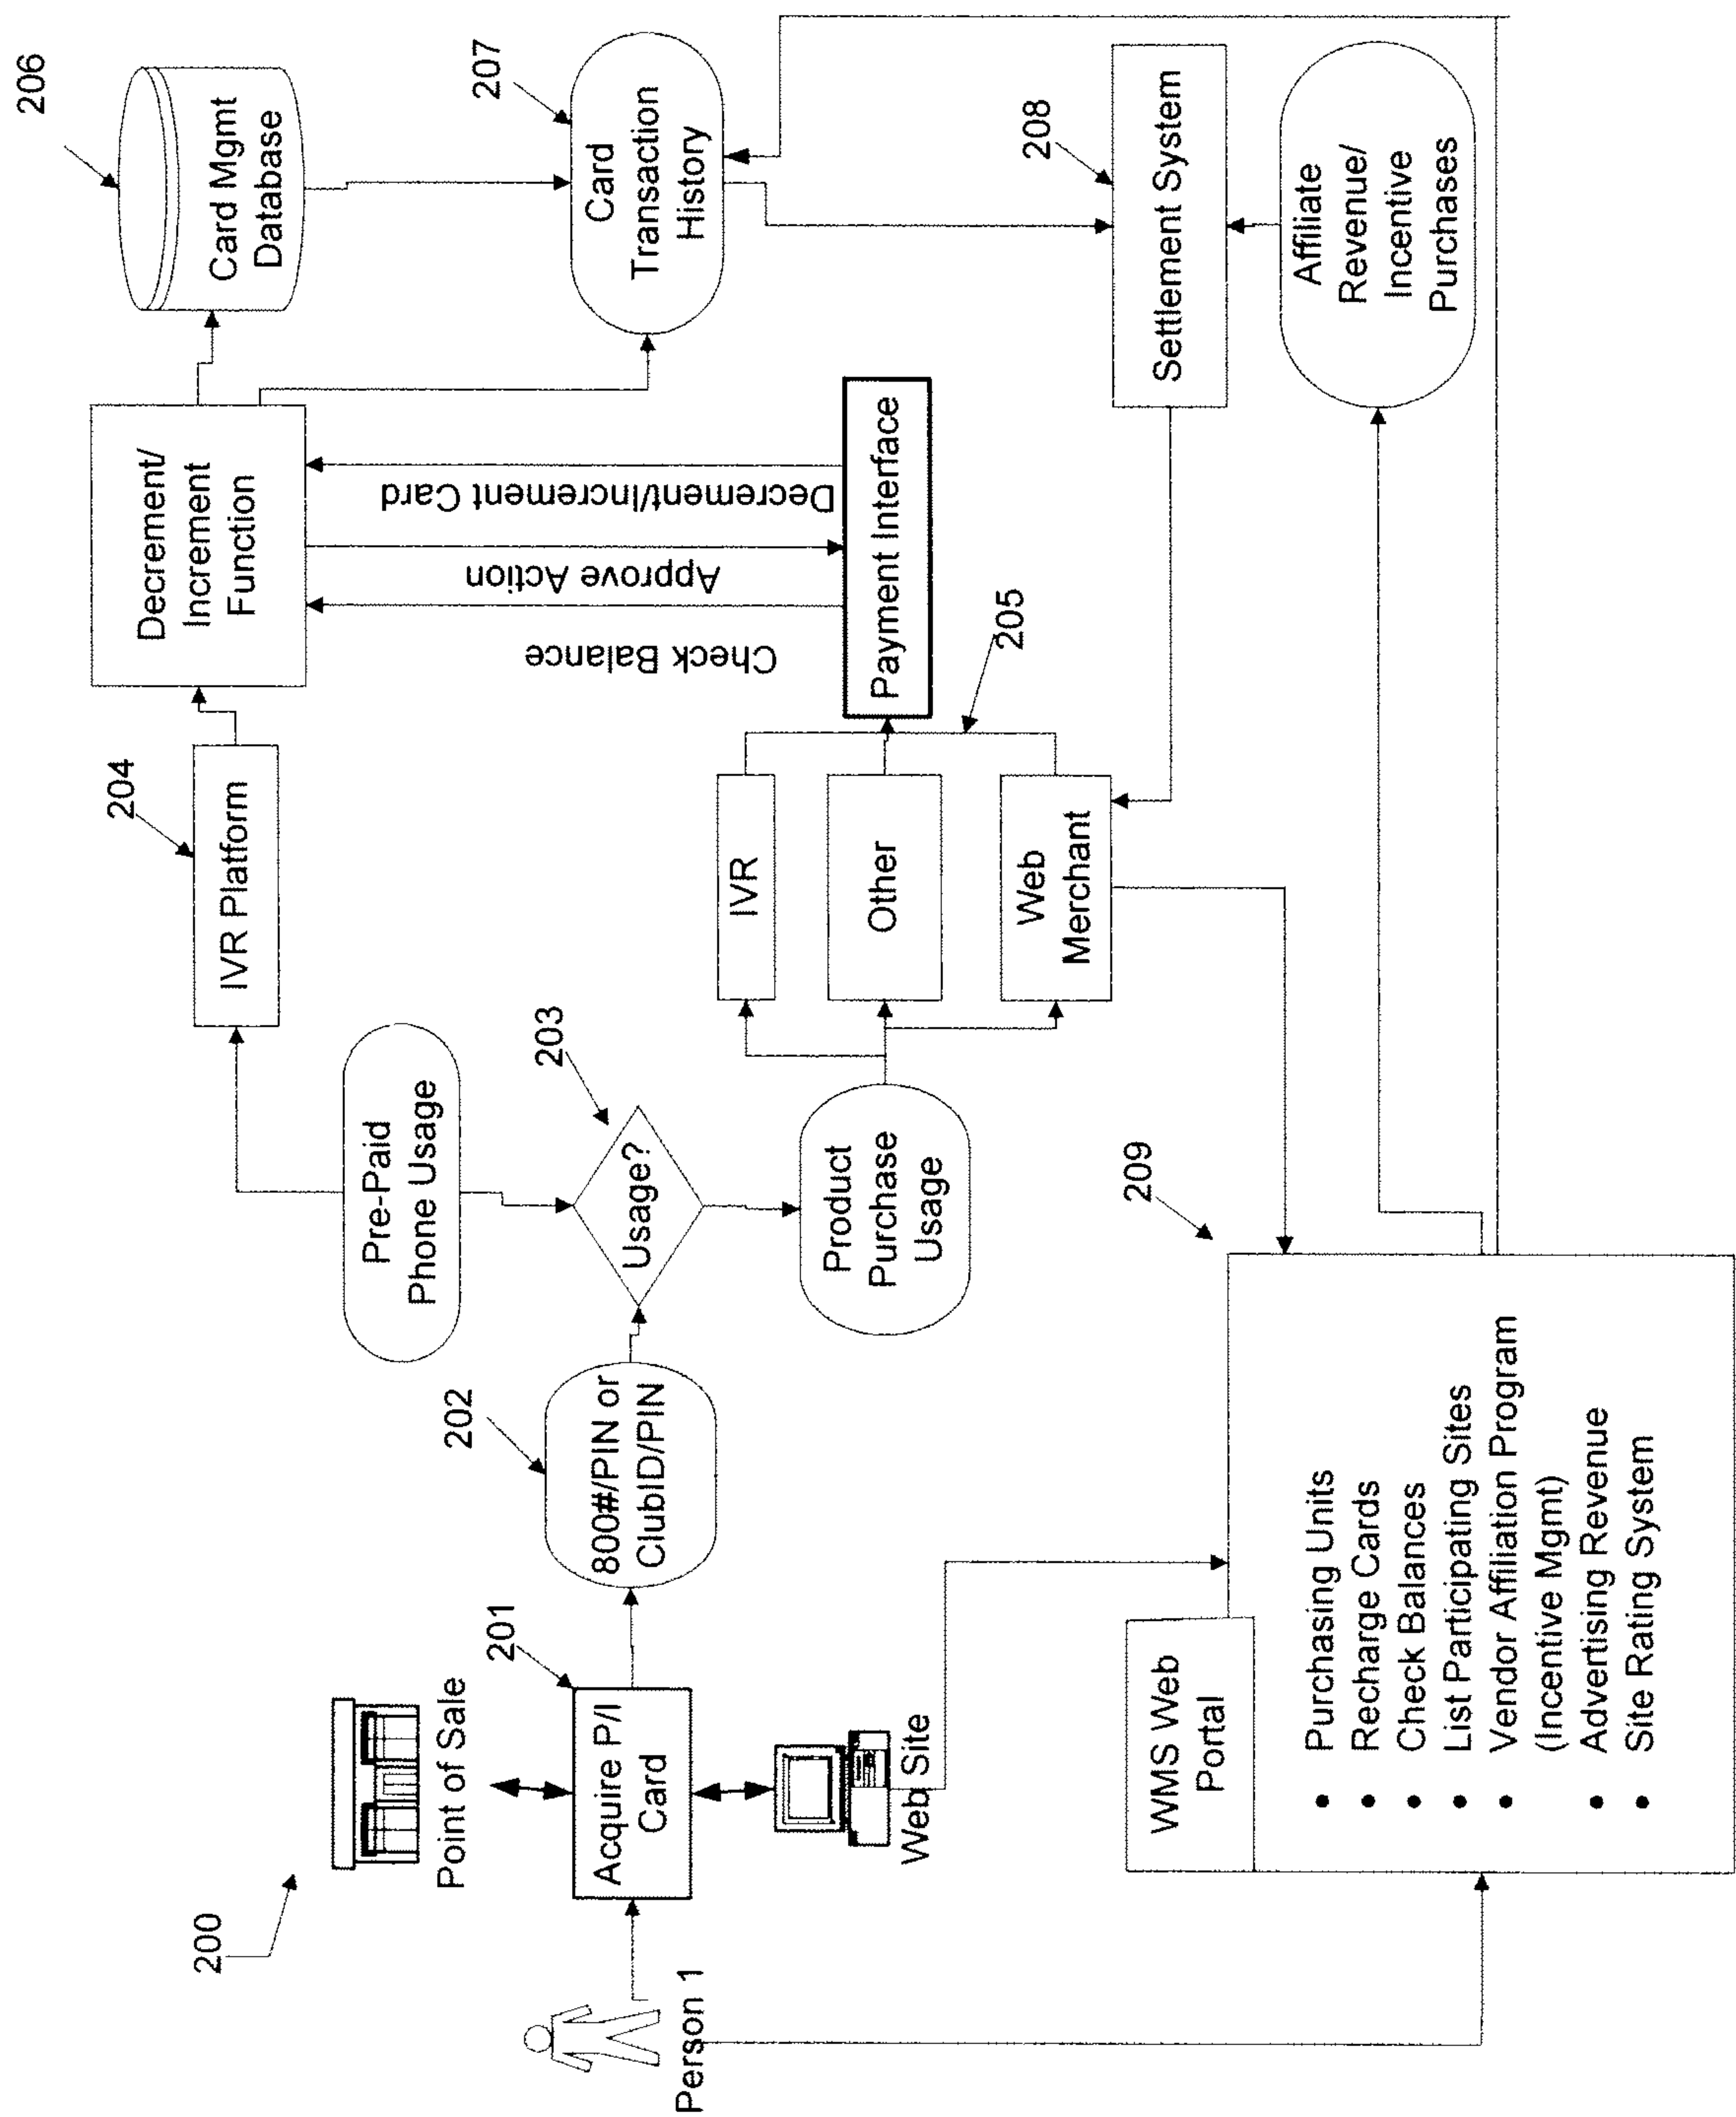 200
Point of Sale
Person 1
201
Acquire P/I
Card
Web Site
202
800#/PIN or
ClubID/PIN
Pre-Paid
Phone Usage
203
Usage?
Product
Purchase
Usage
204
IVR Platform
IVR
Other
Web
Merchant
205
Payment Interface
Decrement/
Increment
Function
Check Balance
Approve Action
Decrement/Increment Card
206
Card Mgmt
Database
207
Card
Transaction
History
208
Settlement System
Affiliate
Revenue/
Incentive
Purchases
209
WMS Web
Portal
• Purchasing Units
• Recharge Cards
• Check Balances
• List Participating Sites
• Vendor Affiliation Program
(Incentive Mgmt)
• Advertising Revenue
• Site Rating System